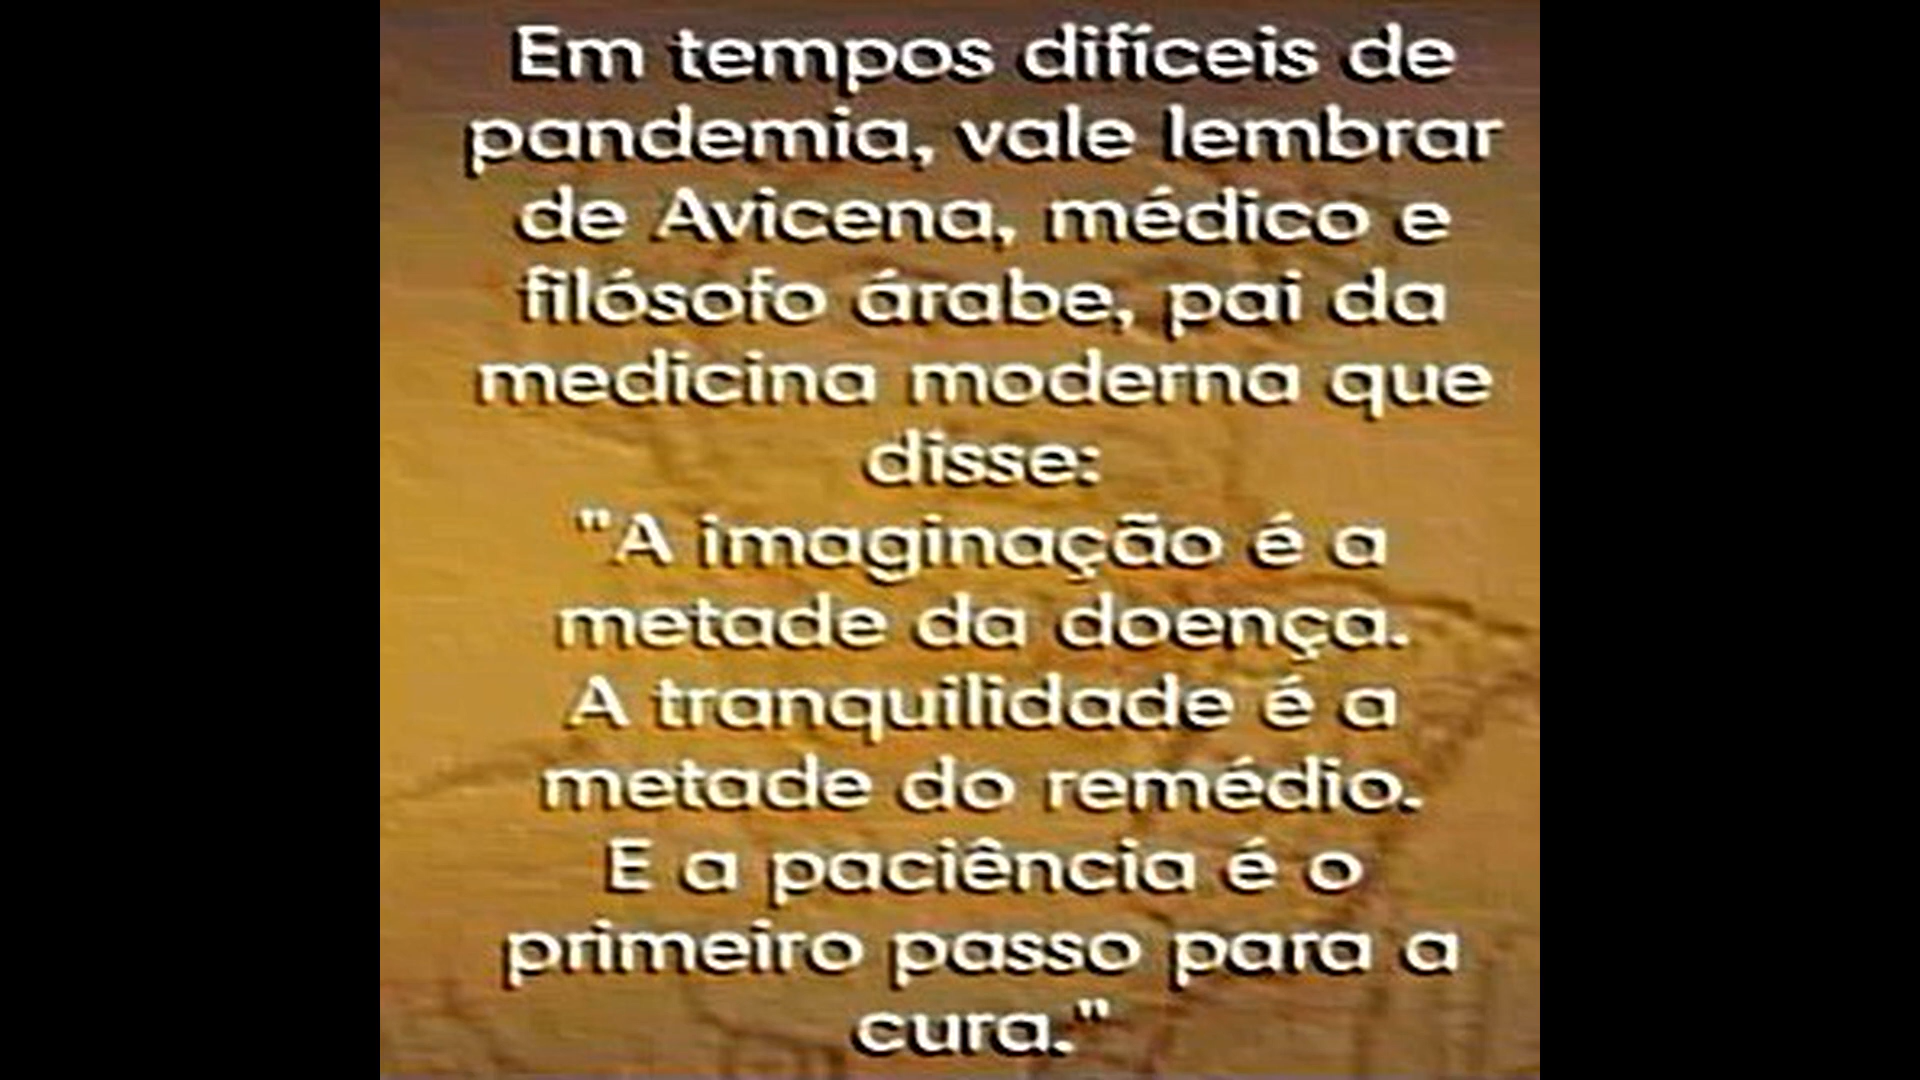 Em tempos difíceis de
pandemia, vale lembrar
de Avicena, médico e
filósofo árabe, pai da
medicina moderna que
disse:
"A imaginação é a
metade da doença.
A tranquilidade é a
metade do remédio.
E a paciência é o
primeiro passo para a
cura."